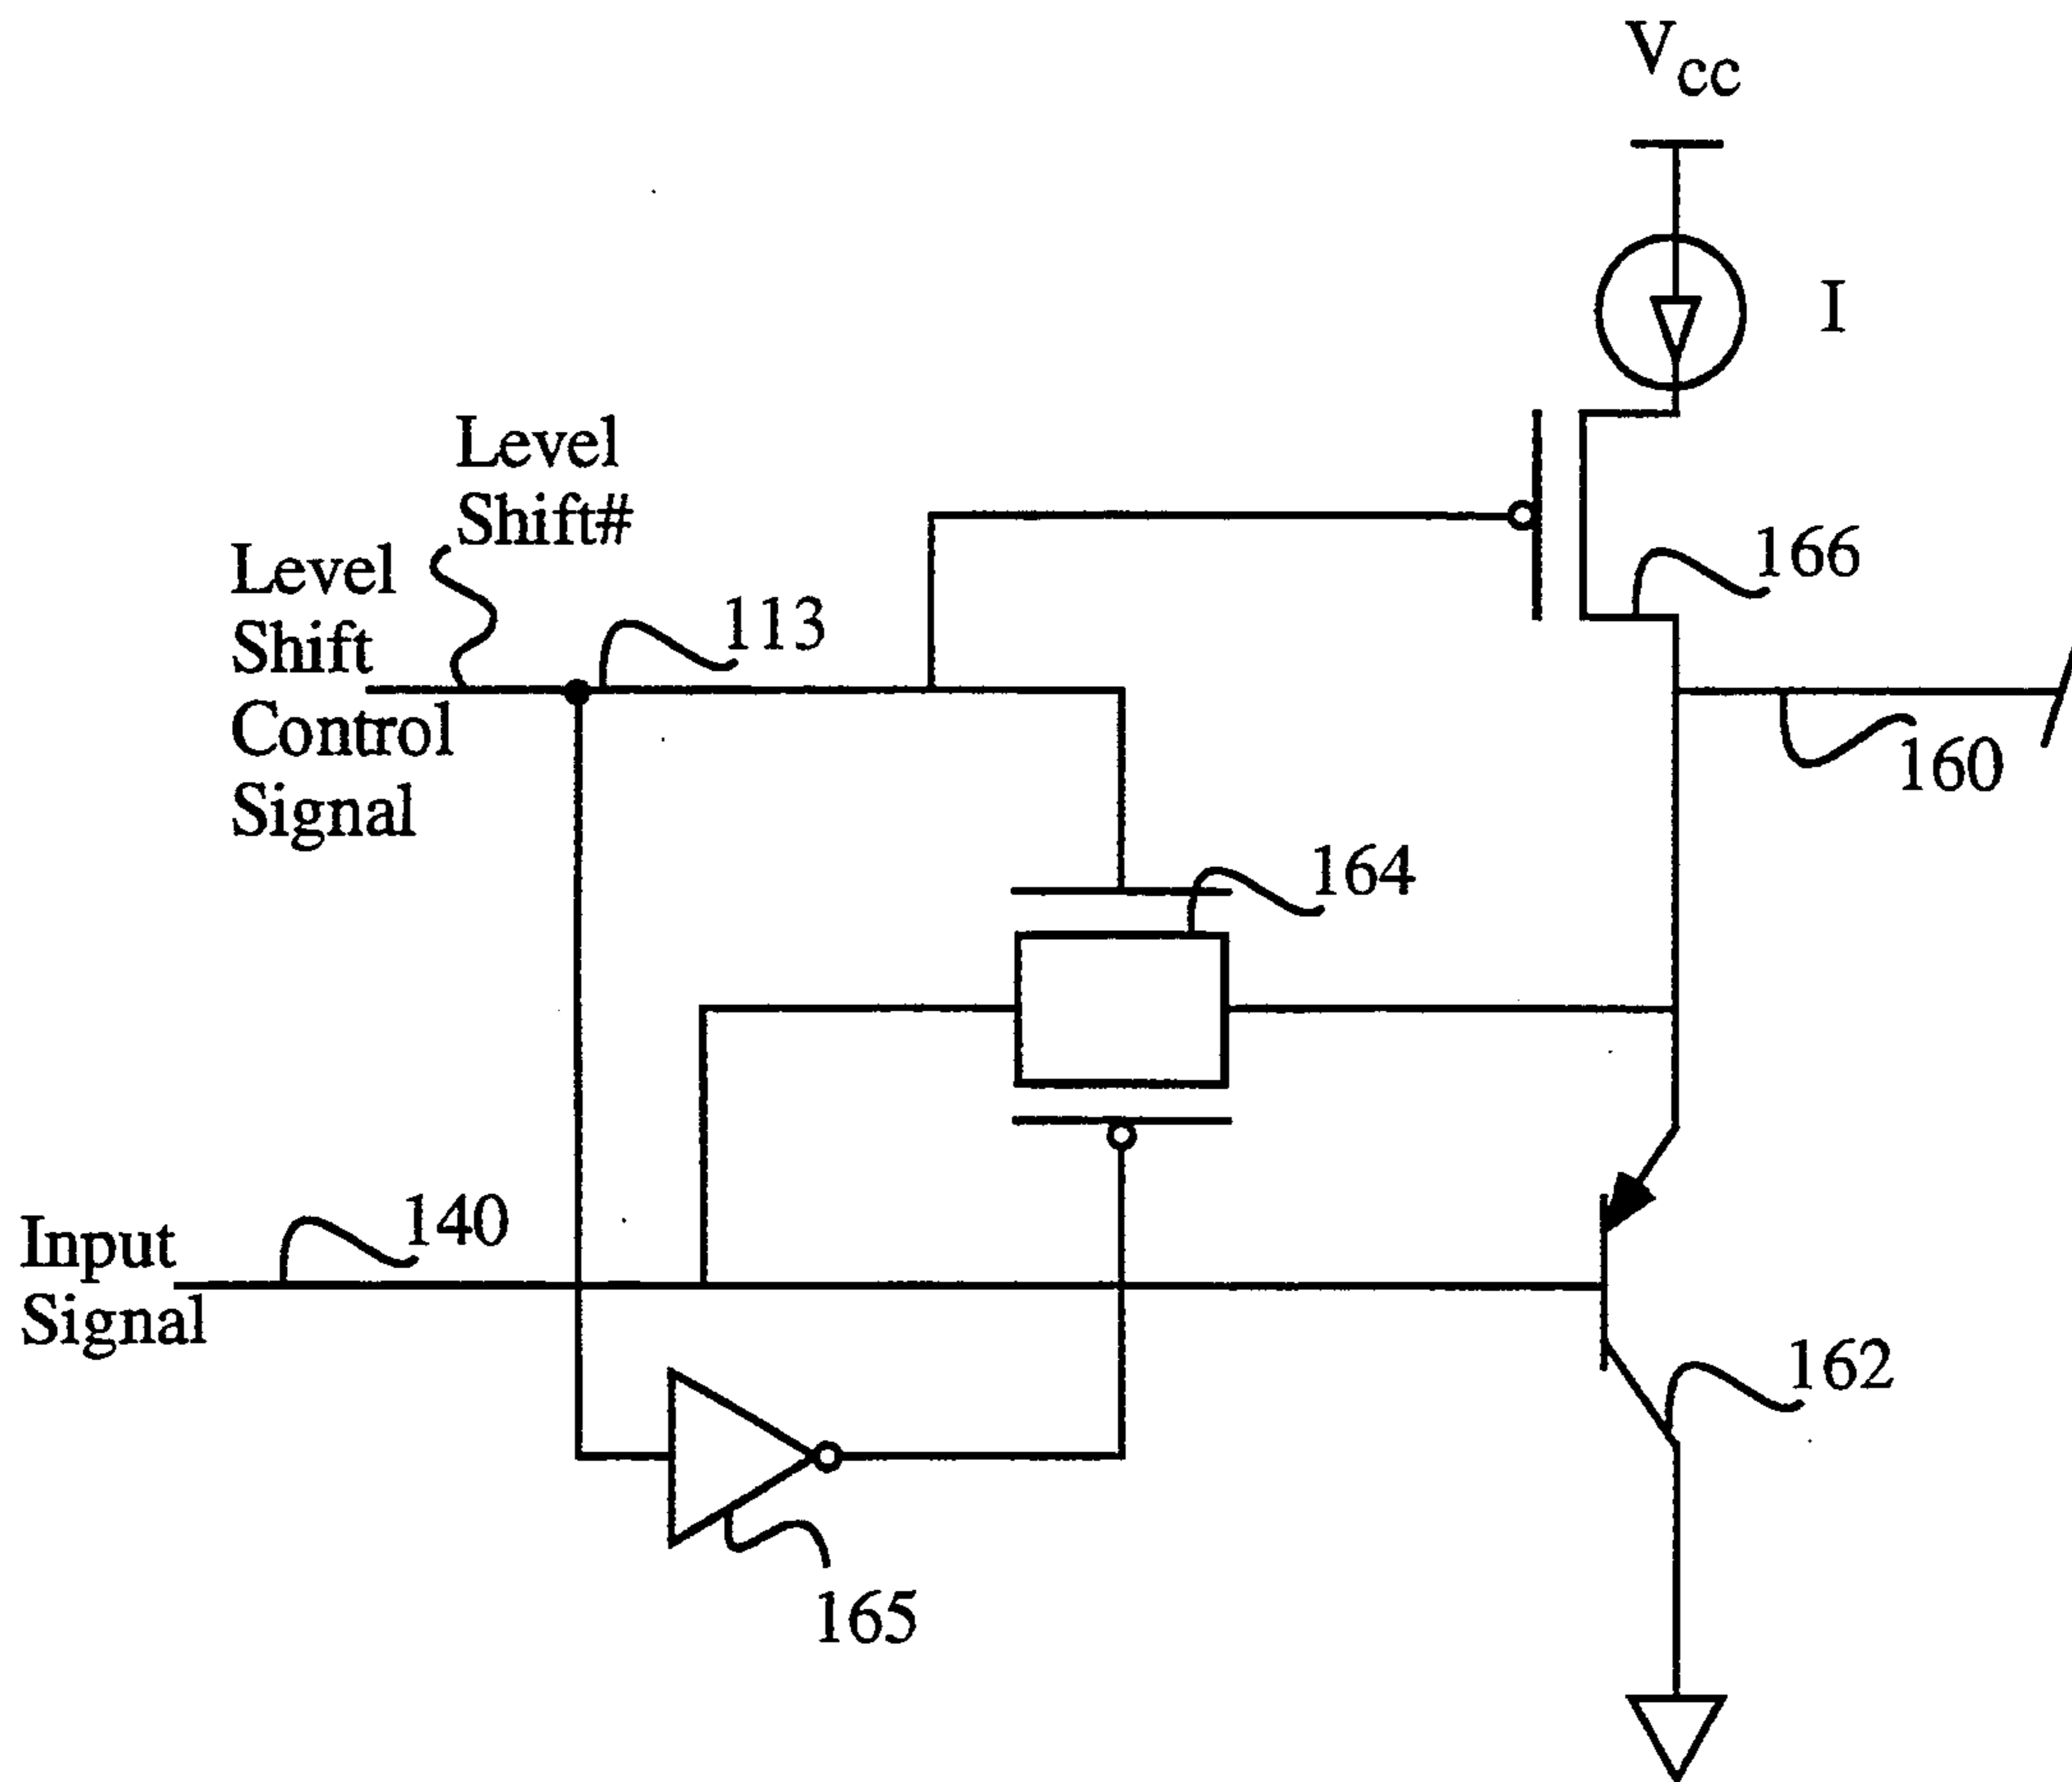 Vcc
I
Level
Shift#
Level
Shift
Control
Signal
113
166
160
164
Input
Signal
140
162
165